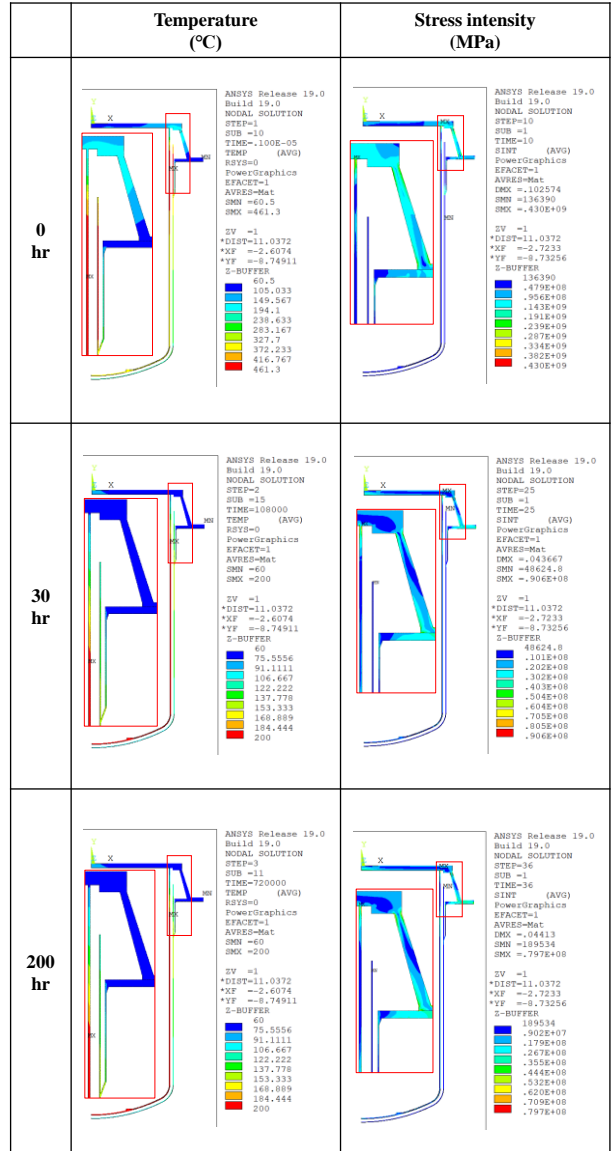 Temperature
(℃)
Stress intensity
(MPa)
0
hr
X
MN
MX
ANSYS Release 19.0
Build 19.0
NODAL SOLUTION
STEP=1
SUB =10
TIME=.100E-05
TEMP (AVG)
RSYS=0
PowerGraphics
EFACET=1
AVRES=Mat
SMN =60.5
SMX =461.3
ZV =1
*DIST=11.0372
*XF =-2.6074
*YF =-8.74911
Z-BUFFER
60.5
105.033
149.567
194.1
238.633
283.167
327.7
372.233
416.767
461.3
X
MX
MN
ANSYS Release 19.0
Build 19.0
NODAL SOLUTION
STEP=10
SUB =1
TIME=10
SINT (AVG)
PowerGraphics
EFACET=1
AVRES=Mat
DMX =.102574
SMN =136390
SMX =.430E+09
ZV =1
*DIST=11.0372
*XF =-2.7233
*YF =-8.73256
Z-BUFFER
136390
.479E+08
.956E+08
.143E+09
.191E+09
.239E+09
.287E+09
.334E+09
.382E+09
.430E+09
30
hr
X
MN
MX
ANSYS Release 19.0
Build 19.0
NODAL SOLUTION
STEP=2
SUB =15
TIME=108000
TEMP (AVG)
RSYS=0
PowerGraphics
EFACET=1
AVRES=Mat
SMN =60
SMX =200
ZV =1
*DIST=11.0372
*XF =-2.6074
*YF =-8.74911
Z-BUFFER
60
75.5556
91.1111
106.667
122.222
137.778
153.333
168.889
184.444
200
X
MN
ANSYS Release 19.0
Build 19.0
NODAL SOLUTION
STEP=25
SUB =1
TIME=25
SINT (AVG)
PowerGraphics
EFACET=1
AVRES=Mat
DMX =.043667
SMN =48624.8
SMX =.906E+08
ZV =1
*DIST=11.0372
*XF =-2.7233
*YF =-8.73256
Z-BUFFER
48624.8
.101E+08
.202E+08
.302E+08
.403E+08
.504E+08
.604E+08
.705E+08
.805E+08
.906E+08
200
hr
X
MN
MX
ANSYS Release 19.0
Build 19.0
NODAL SOLUTION
STEP=3
SUB =11
TIME=720000
TEMP (AVG)
RSYS=0
PowerGraphics
EFACET=1
AVRES=Mat
SMN =60
SMX =200
ZV =1
*DIST=11.0372
*XF =-2.6074
*YF =-8.74911
Z-BUFFER
60
75.5556
91.1111
106.667
122.222
137.778
153.333
168.889
184.444
200
X
MX
MN
ANSYS Release 19.0
Build 19.0
NODAL SOLUTION
STEP=36
SUB =1
TIME=36
SINT (AVG)
PowerGraphics
EFACET=1
AVRES=Mat
DMX =.04413
SMN =189534
SMX =.797E+08
ZV =1
*DIST=11.0372
*XF =-2.7233
*YF =-8.73256
Z-BUFFER
189534
.902E+07
.179E+08
.267E+08
.355E+08
.444E+08
.532E+08
.620E+08
.709E+08
.797E+08